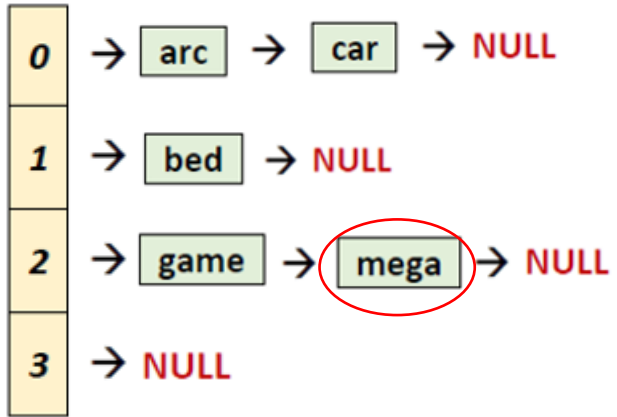 0 → arc → car → NULL
1 → bed → NULL
2 → game → mega → NULL
3 → NULL